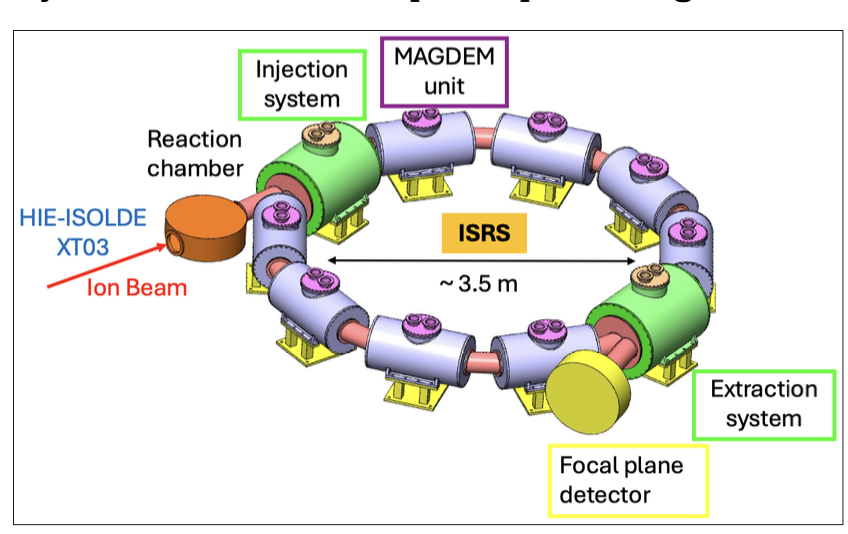 Injection
system
MAGDEM
unit
Reaction
chamber
HIE-ISOLDE
XT03
Ion Beam
ISRS
~ 3.5 m
Extraction
system
Focal plane
detector